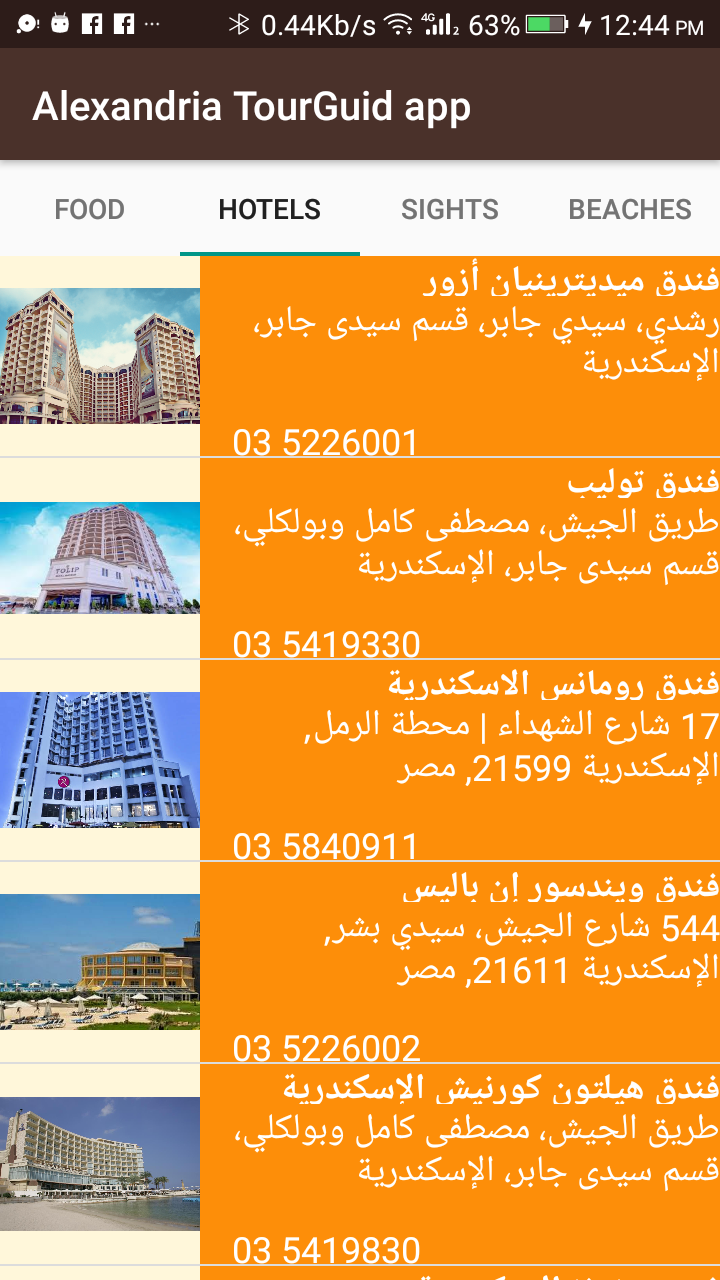 0.44Kb/s 4G 2 63% 12:44 PM
Alexandria TourGuid app
FOOD HOTELS SIGHTS BEACHES
فندق ميديترينيان أزور
رشدي، سيدي جابر، قسم سيدى جابر،
الإسكندرية
03 5226001
فندق توليب
طريق الجيش، مصطفى كامل وبولكلي،
قسم سيدى جابر، الإسكندرية
03 5419330
TOLIP
فندق رومانس الاسكندرية
17 شارع الشهداء | محطة الرمل,
الإسكندرية 21599, مصر
03 5840911
فندق ويندسور إن باليس
544 شارع الجيش، سيدي بشر,
الإسكندرية 21611, مصر
03 5226002
فندق هيلتون كورنيش الإسكندرية
طريق الجيش، مصطفى كامل وبولكلي،
قسم سيدى جابر، الإسكندرية
03 5419830